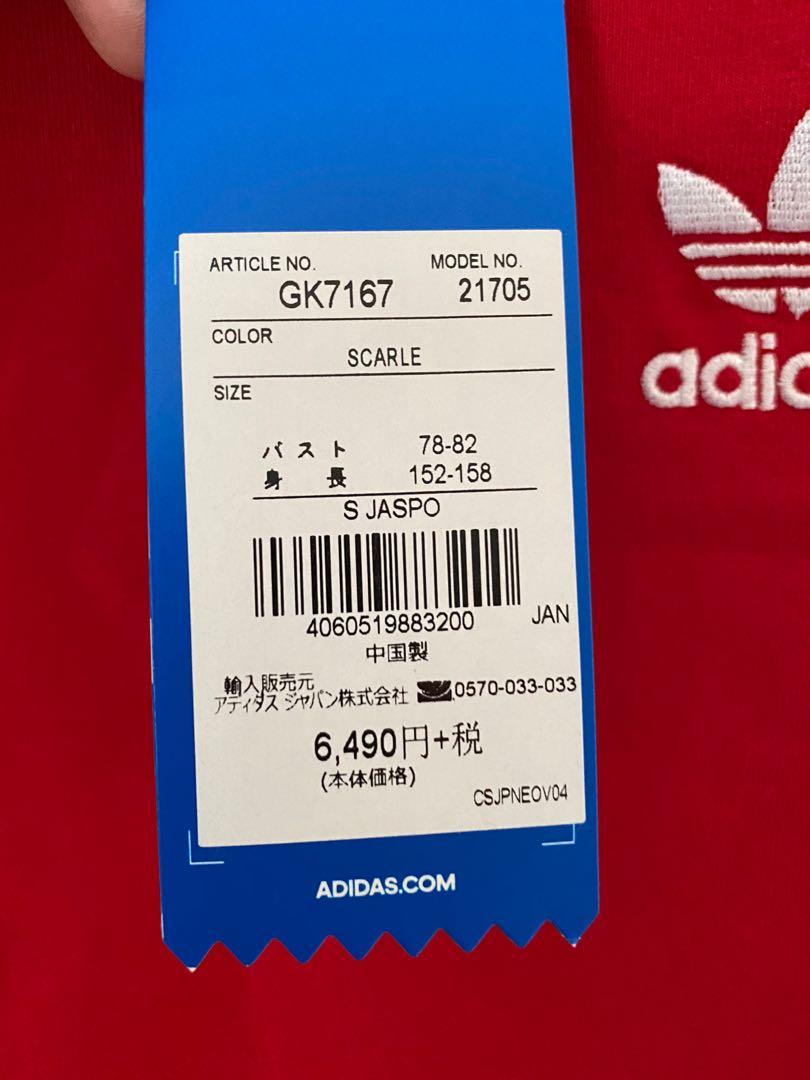 ARTICLE NO. MODEL NO.
GK7167 21705
COLOR
SCARLE
SIZE
バスト 78-82
身長 152-158
S JASPO
4060519883200 JAN
中国製
輸入販売元
アディダス ジャパン株式会社 0570-033-033
6,490円+税
(本体価格)
CSJPNEOV04
ADIDAS.COM
adid